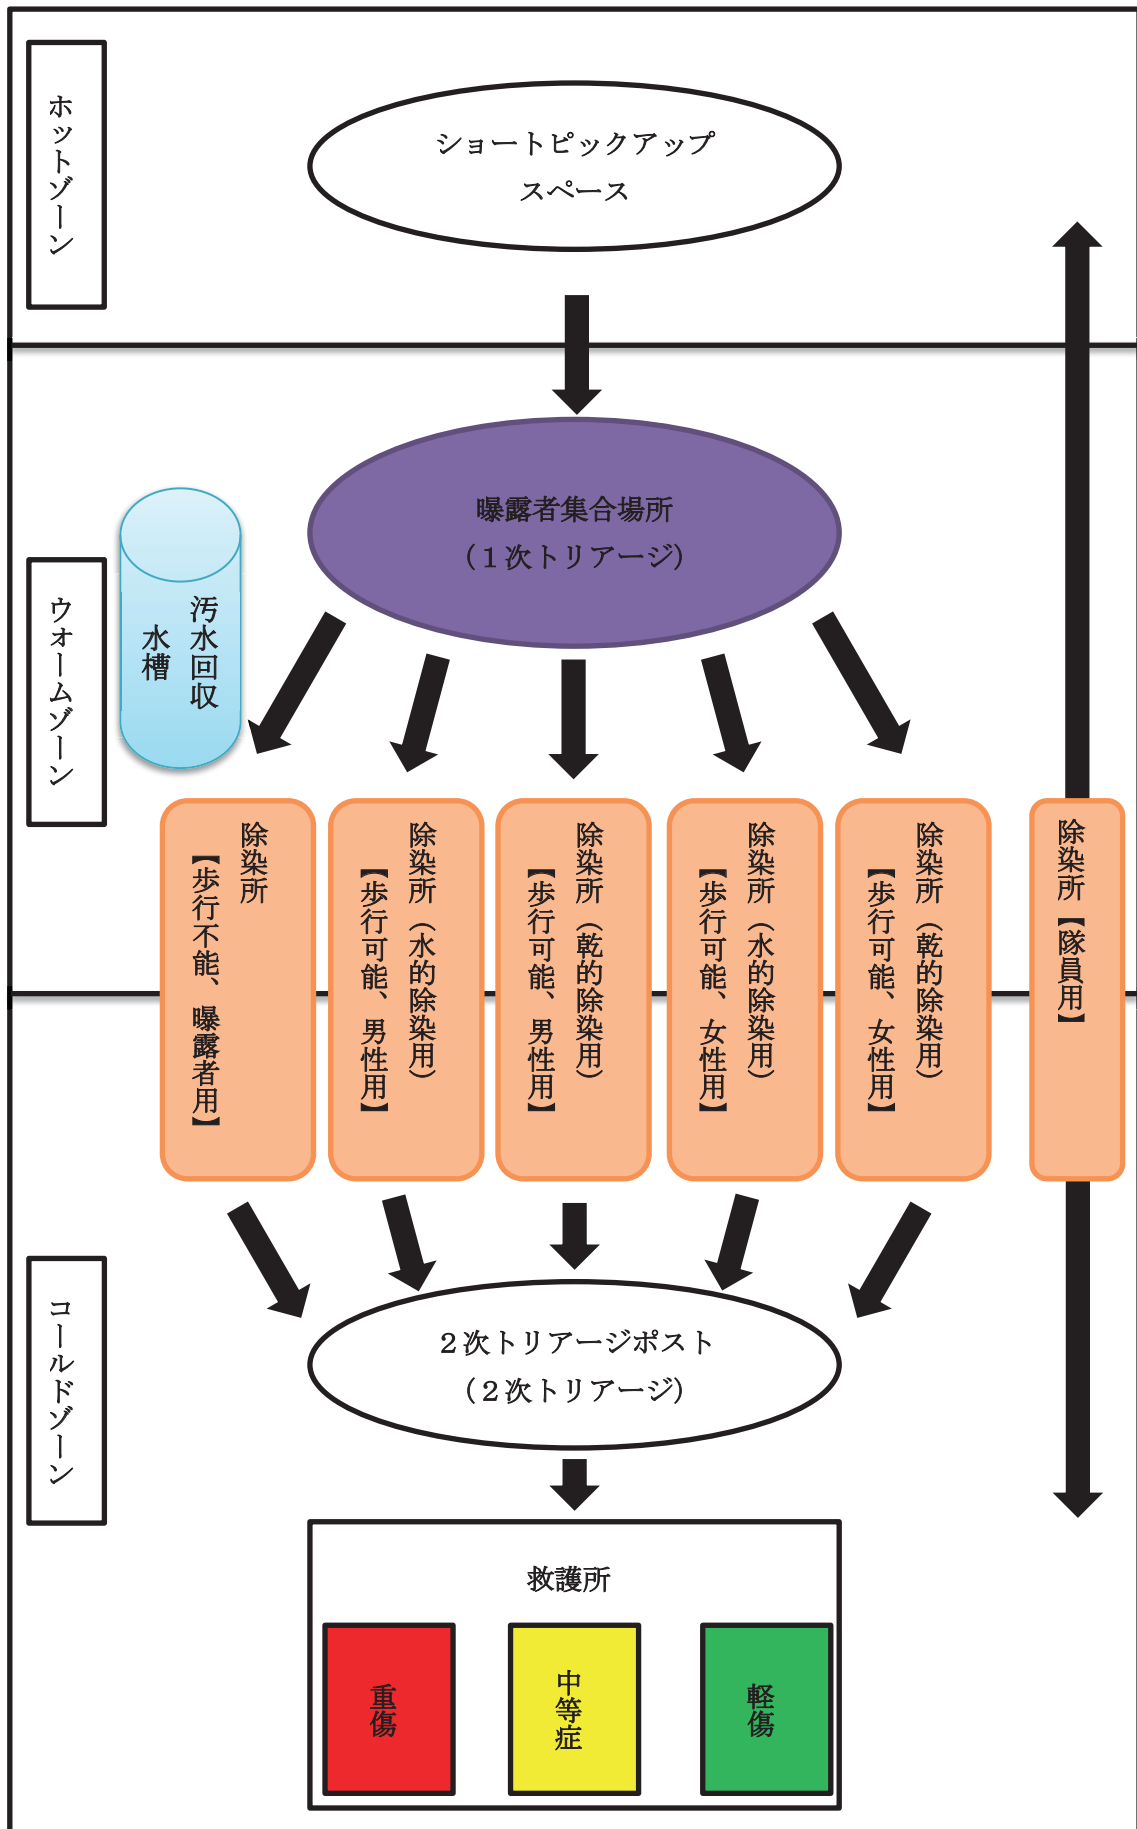 ホットゾーン
ショートピックアップ
スペース
ウオームゾーン
曝露者集合場所
（１次トリアージ）
汚水回収
水槽
除染所
【歩行不能、曝露者用】
除染所（水的除染用）
【歩行可能、男性用】
除染所（乾的除染用）
【歩行可能、男性用】
除染所（水的除染用）
【歩行可能、女性用】
除染所（乾的除染用）
【歩行可能、女性用】
除染所【隊員用】
コールドゾーン
２次トリアージポスト
（２次トリアージ）
救護所
重傷
中等症
軽傷